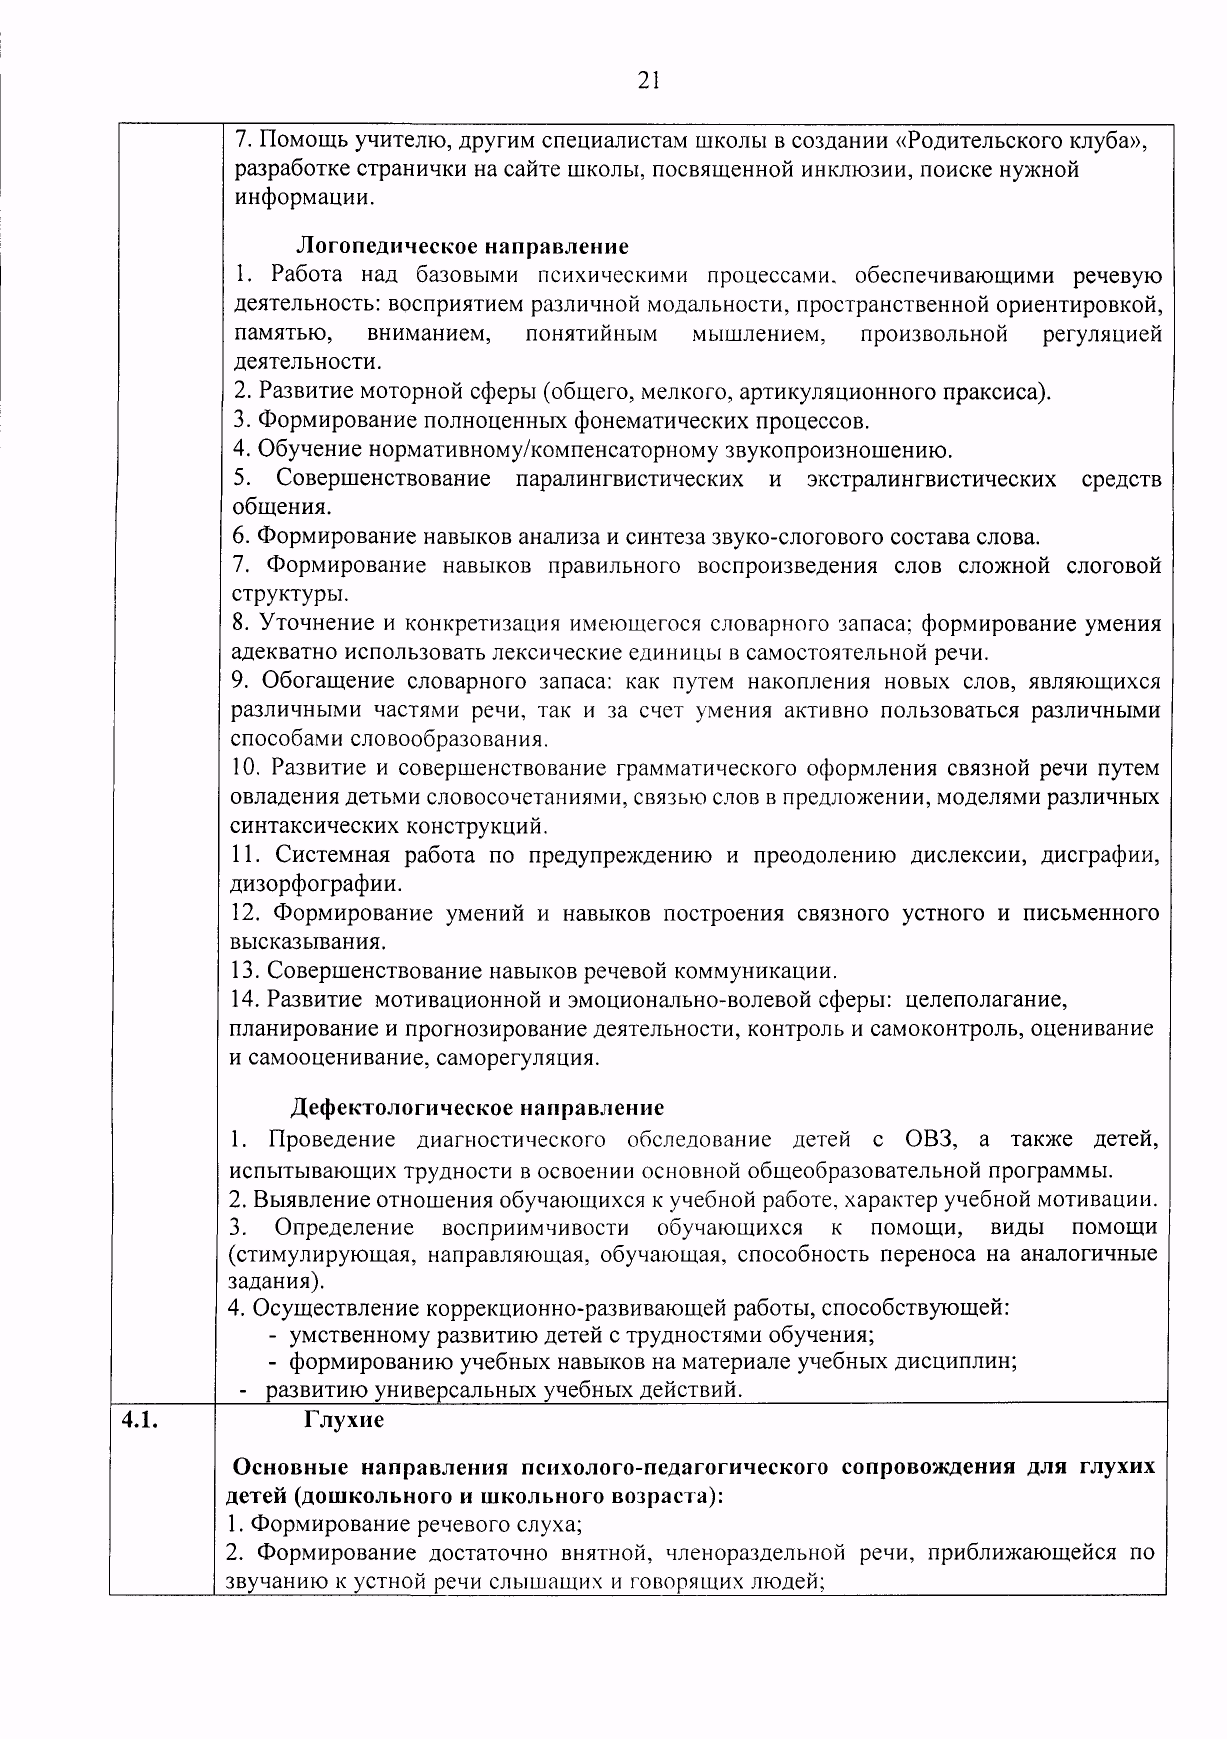 21
7. Помощь учителю, другим специалистам школы в создании «Родительского клуба»,
разработке странички на сайте школы, посвященной инклюзии, поиске нужной
информации.
Логопедическое направление
1. Работа над базовыми психическими процессами, обеспечивающими речевую
деятельность: восприятием различной модальности, пространственной ориентировкой,
памятью, вниманием, понятийным мышлением, произвольной регуляцией
деятельности.
2. Развитие моторной сферы (общего, мелкого, артикуляционного праксиса).
3. Формирование полноценных фонематических процессов.
4. Обучение нормативному/компенсаторному звукопроизношению.
5. Совершенствование паралингвистических и экстралингвистических средств
общения.
6. Формирование навыков анализа и синтеза звуко-слогового состава слова.
7. Формирование навыков правильного воспроизведения слов сложной слоговой
структуры.
8. Уточнение и конкретизация имеющегося словарного запаса; формирование умения
адекватно использовать лексические единицы в самостоятельной речи.
9. Обогащение словарного запаса: как путем накопления новых слов, являющихся
различными частями речи, так и за счет умения активно пользоваться различными
способами словообразования.
10. Развитие и совершенствование грамматического оформления связной речи путем
овладения детьми словосочетаниями, связью слов в предложении, моделями различных
синтаксических конструкций.
11. Системная работа по предупреждению и преодолению дислексии, дисграфии,
дизорфографии.
12. Формирование умений и навыков построения связного устного и письменного
высказывания.
13. Совершенствование навыков речевой коммуникации.
14. Развитие мотивационной и эмоционально-волевой сферы: целеполагание,
планирование и прогнозирование деятельности, контроль и самоконтроль, оценивание
и самооценивание, саморегуляция.
Дефектологическое направление
1. Проведение диагностического обследование детей с ОВЗ, а также детей,
испытывающих трудности в освоении основной общеобразовательной программы.
2. Выявление отношения обучающихся к учебной работе, характер учебной мотивации.
3. Определение восприимчивости обучающихся к помощи, виды помощи
(стимулирующая, направляющая, обучающая, способность переноса на аналогичные
задания).
4. Осуществление коррекционно-развивающей работы, способствующей:
- умственному развитию детей с трудностями обучения;
- формированию учебных навыков на материале учебных дисциплин;
- развитию универсальных учебных действий.
4.1. Глухие
Основные направления психолого-педагогического сопровождения для глухих
детей (дошкольного и школьного возраста):
1. Формирование речевого слуха;
2. Формирование достаточно внятной, членораздельной речи, приближающейся по
звучанию к устной речи слышащих и говорящих людей;